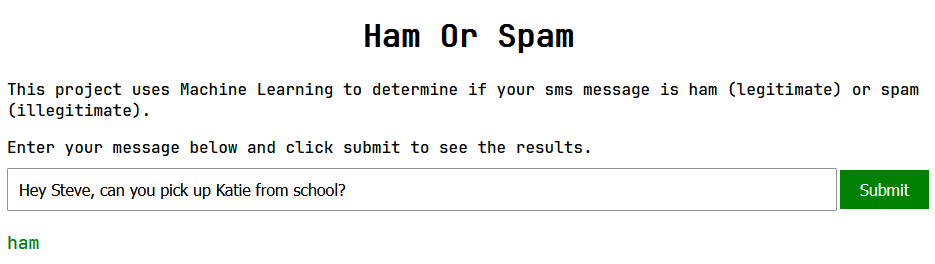 Ham Or Spam
This project uses Machine Learning to determine if your sms message is ham (legitimate) or spam
(illegitimate).
Enter your message below and click submit to see the results.
Hey Steve, can you pick up Katie from school? Submit
ham